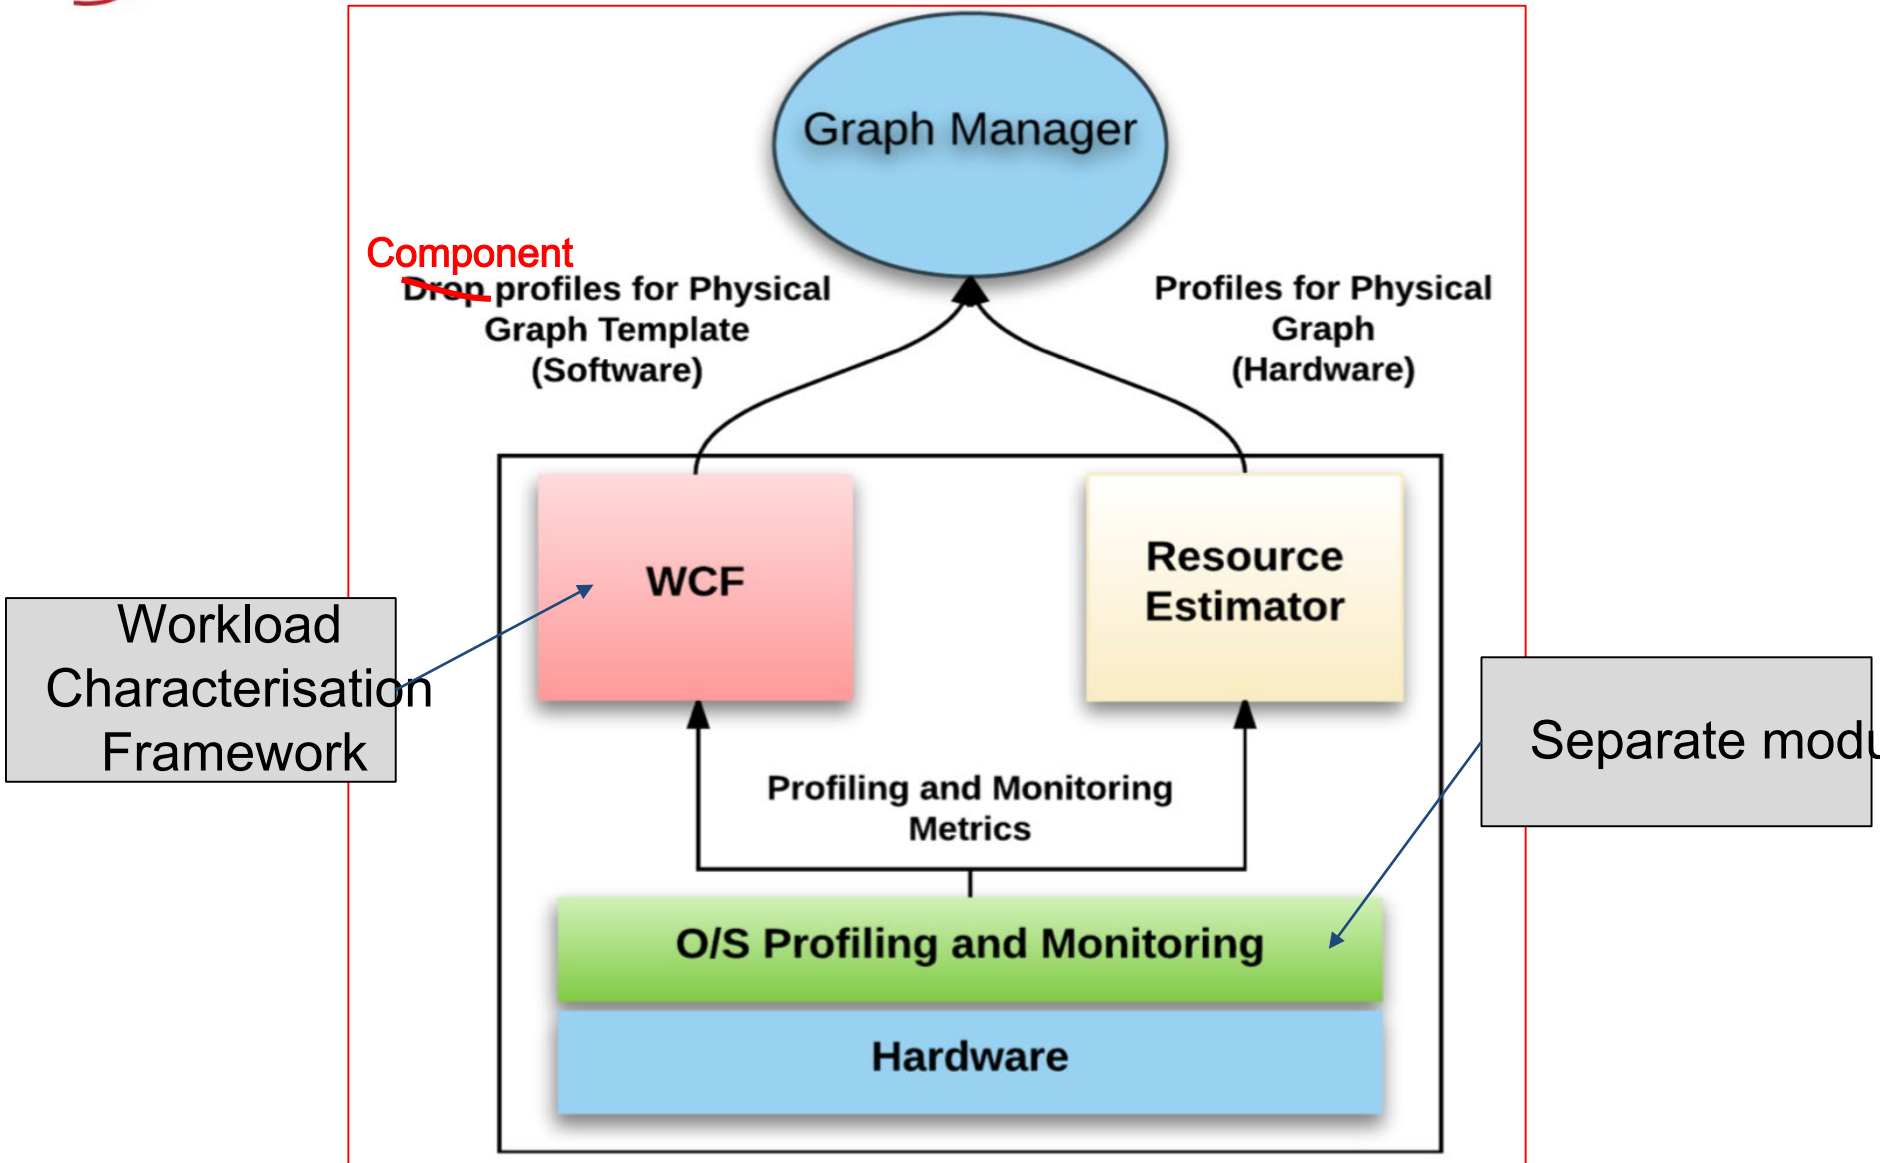 Graph Manager
Component
Drop profiles for Physical
Graph Template
(Software)
Profiles for Physical
Graph
(Hardware)
WCF
Resource
Estimator
Workload
Characterisation
Framework
Separate modu
Profiling and Monitoring
Metrics
O/S Profiling and Monitoring
Hardware